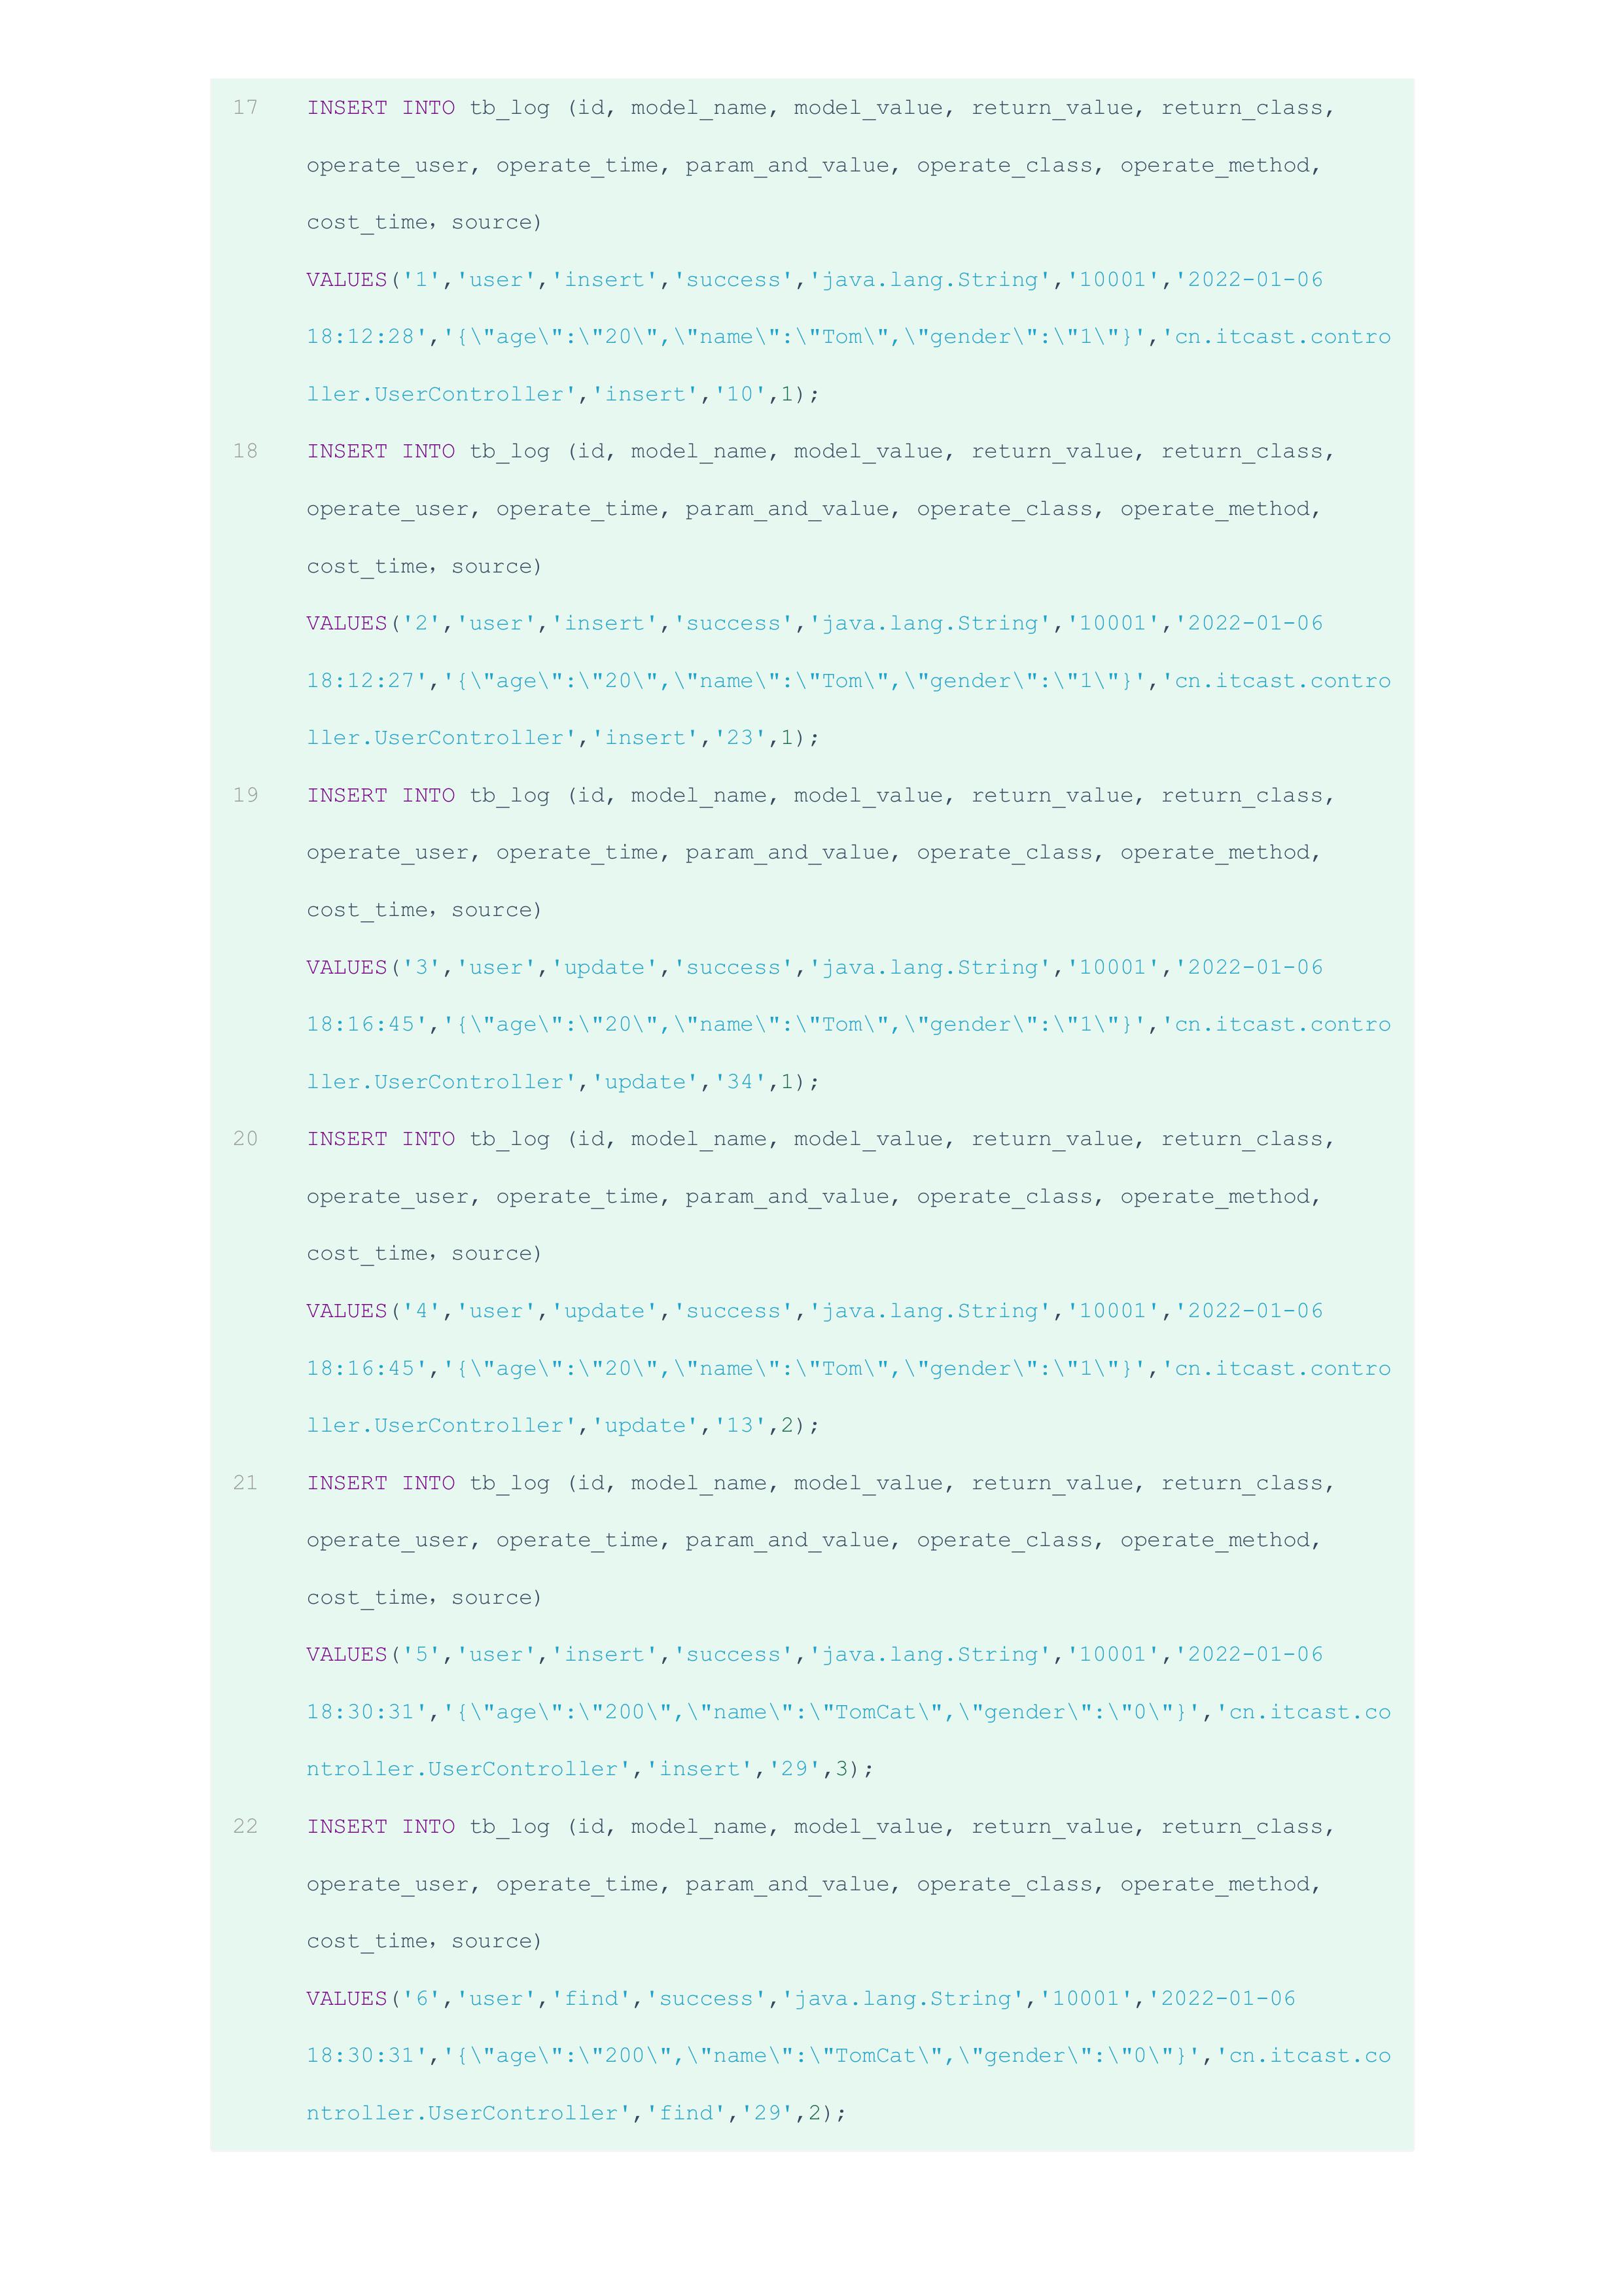 17 INSERT INTO tb_log (id, model_name, model_value, return_value, return_class,
operate_user, operate_time, param_and_value, operate_class, operate_method,
cost_time，source)
VALUES('1','user','insert','success','java.lang.String','10001','2022-01-06
18:12:28','{\"age\":\"20\",\"name\":\"Tom\",\"gender\":\"1\"}','cn.itcast.contro
ller.UserController','insert','10',1);
18 INSERT INTO tb_log (id, model_name, model_value, return_value, return_class,
operate_user, operate_time, param_and_value, operate_class, operate_method,
cost_time，source)
VALUES('2','user','insert','success','java.lang.String','10001','2022-01-06
18:12:27','{\"age\":\"20\",\"name\":\"Tom\",\"gender\":\"1\"}','cn.itcast.contro
ller.UserController','insert','23',1);
19 INSERT INTO tb_log (id, model_name, model_value, return_value, return_class,
operate_user, operate_time, param_and_value, operate_class, operate_method,
cost_time，source)
VALUES('3','user','update','success','java.lang.String','10001','2022-01-06
18:16:45','{\"age\":\"20\",\"name\":\"Tom\",\"gender\":\"1\"}','cn.itcast.contro
ller.UserController','update','34',1);
20 INSERT INTO tb_log (id, model_name, model_value, return_value, return_class,
operate_user, operate_time, param_and_value, operate_class, operate_method,
cost_time，source)
VALUES('4','user','update','success','java.lang.String','10001','2022-01-06
18:16:45','{\"age\":\"20\",\"name\":\"Tom\",\"gender\":\"1\"}','cn.itcast.contro
ller.UserController','update','13',2);
21 INSERT INTO tb_log (id, model_name, model_value, return_value, return_class,
operate_user, operate_time, param_and_value, operate_class, operate_method,
cost_time，source)
VALUES('5','user','insert','success','java.lang.String','10001','2022-01-06
18:30:31','{\"age\":\"200\",\"name\":\"TomCat\",\"gender\":\"0\"}','cn.itcast.co
ntroller.UserController','insert','29',3);
22 INSERT INTO tb_log (id, model_name, model_value, return_value, return_class,
operate_user, operate_time, param_and_value, operate_class, operate_method,
cost_time，source)
VALUES('6','user','find','success','java.lang.String','10001','2022-01-06
18:30:31','{\"age\":\"200\",\"name\":\"TomCat\",\"gender\":\"0\"}','cn.itcast.co
ntroller.UserController','find','29',2);